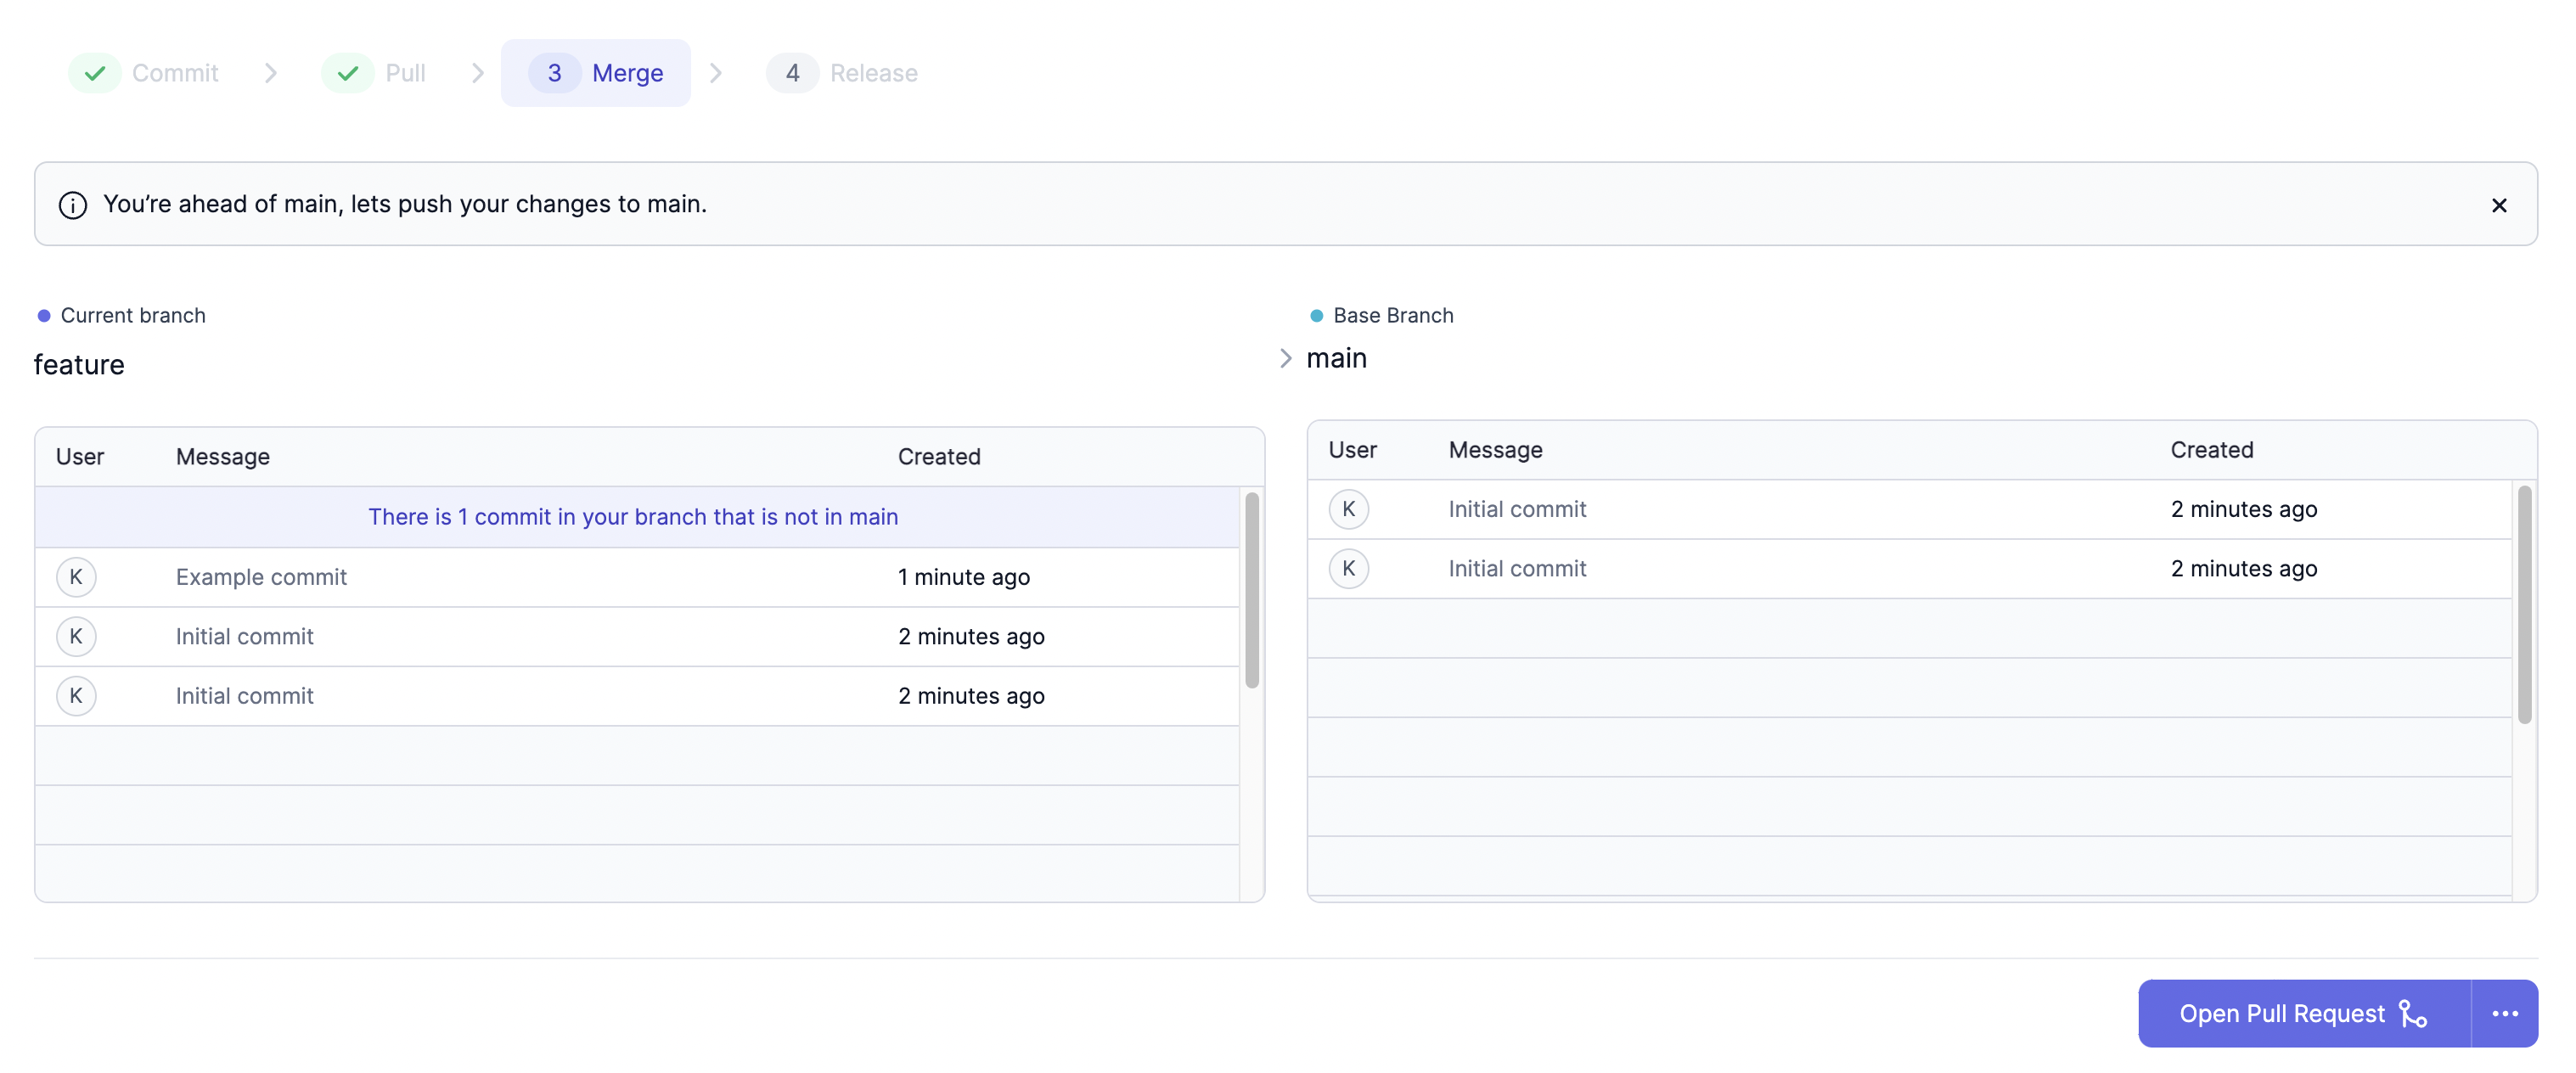 Commit
Pull
3 Merge
4 Release
You’re ahead of main, lets push your changes to main.
Current branch
feature
Base Branch
main
User Message Created
There is 1 commit in your branch that is not in main
K Example commit 1 minute ago
K Initial commit 2 minutes ago
K Initial commit 2 minutes ago
User Message Created
K Initial commit 2 minutes ago
K Initial commit 2 minutes ago
Open Pull Request